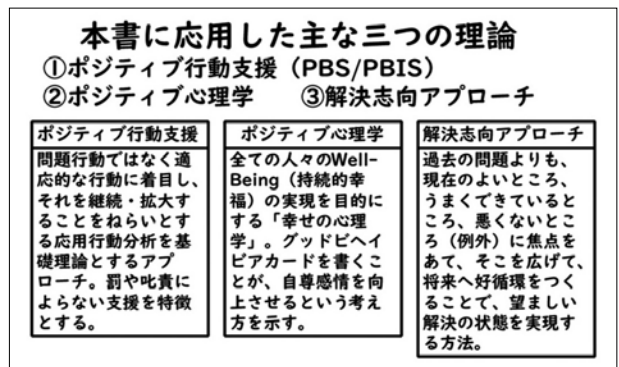 本書に応用した主な三つの理論
①ポジティブ行動支援（PBS/PBIS）
②ポジティブ心理学　　③解決志向アプローチ
ポジティブ行動支援
問題行動ではなく適
応的な行動に着目し、
それを継続・拡大す
ることをねらいとす
る応用行動分析を基
礎理論とするアプ
ローチ。罰や叱責に
よらない支援を特徴
とする。
ポジティブ心理学
全ての人々のWell-
Being（持続的幸
福）の実現を目的に
する「幸せの心理
学」。グッドビヘイ
ビアカードを書くこ
とが、自尊感情を向
上させるという考え
方を示す。
解決志向アプローチ
過去の問題よりも、
現在のよいところ、
うまくできていると
ころ、悪くないとこ
ろ（例外）に焦点を
あて、そこを広げて、
将来へ好循環をつく
ることで、望ましい
解決の状態を実現す
る方法。